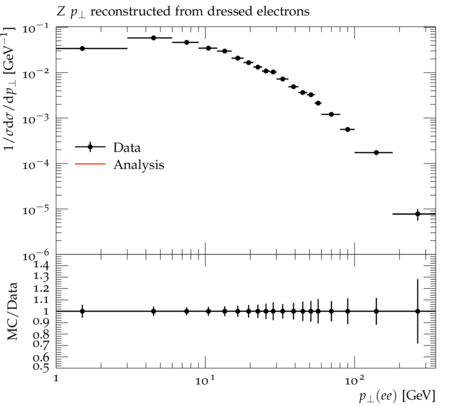 Z p⊥ reconstructed from dressed electrons
1/σdσ/dp⊥ [GeV⁻¹]
10⁻¹
10⁻²
10⁻³
10⁻⁴
10⁻⁵
10⁻⁶
Data
Analysis
MC/Data
1.4
1.3
1.2
1.1
1
0.9
0.8
0.7
0.6
0.5
1 10¹ 10²
p⊥(ee) [GeV]